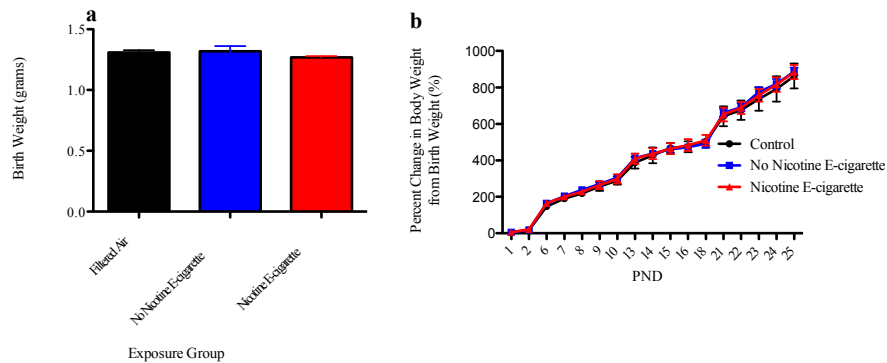 a
Birth Weight (grams)
1.5
1.0
0.5
0.0
Filtered Air
No Nicotine E-cigarette
Nicotine E-cigarette
Exposure Group
b
Percent Change in Body Weight
from Birth Weight (%)
1000
800
600
400
200
0
Control
No Nicotine E-cigarette
Nicotine E-cigarette
1 2 6 7 8 9 10 13 14 15 16 18 21 22 23 24 25
PND